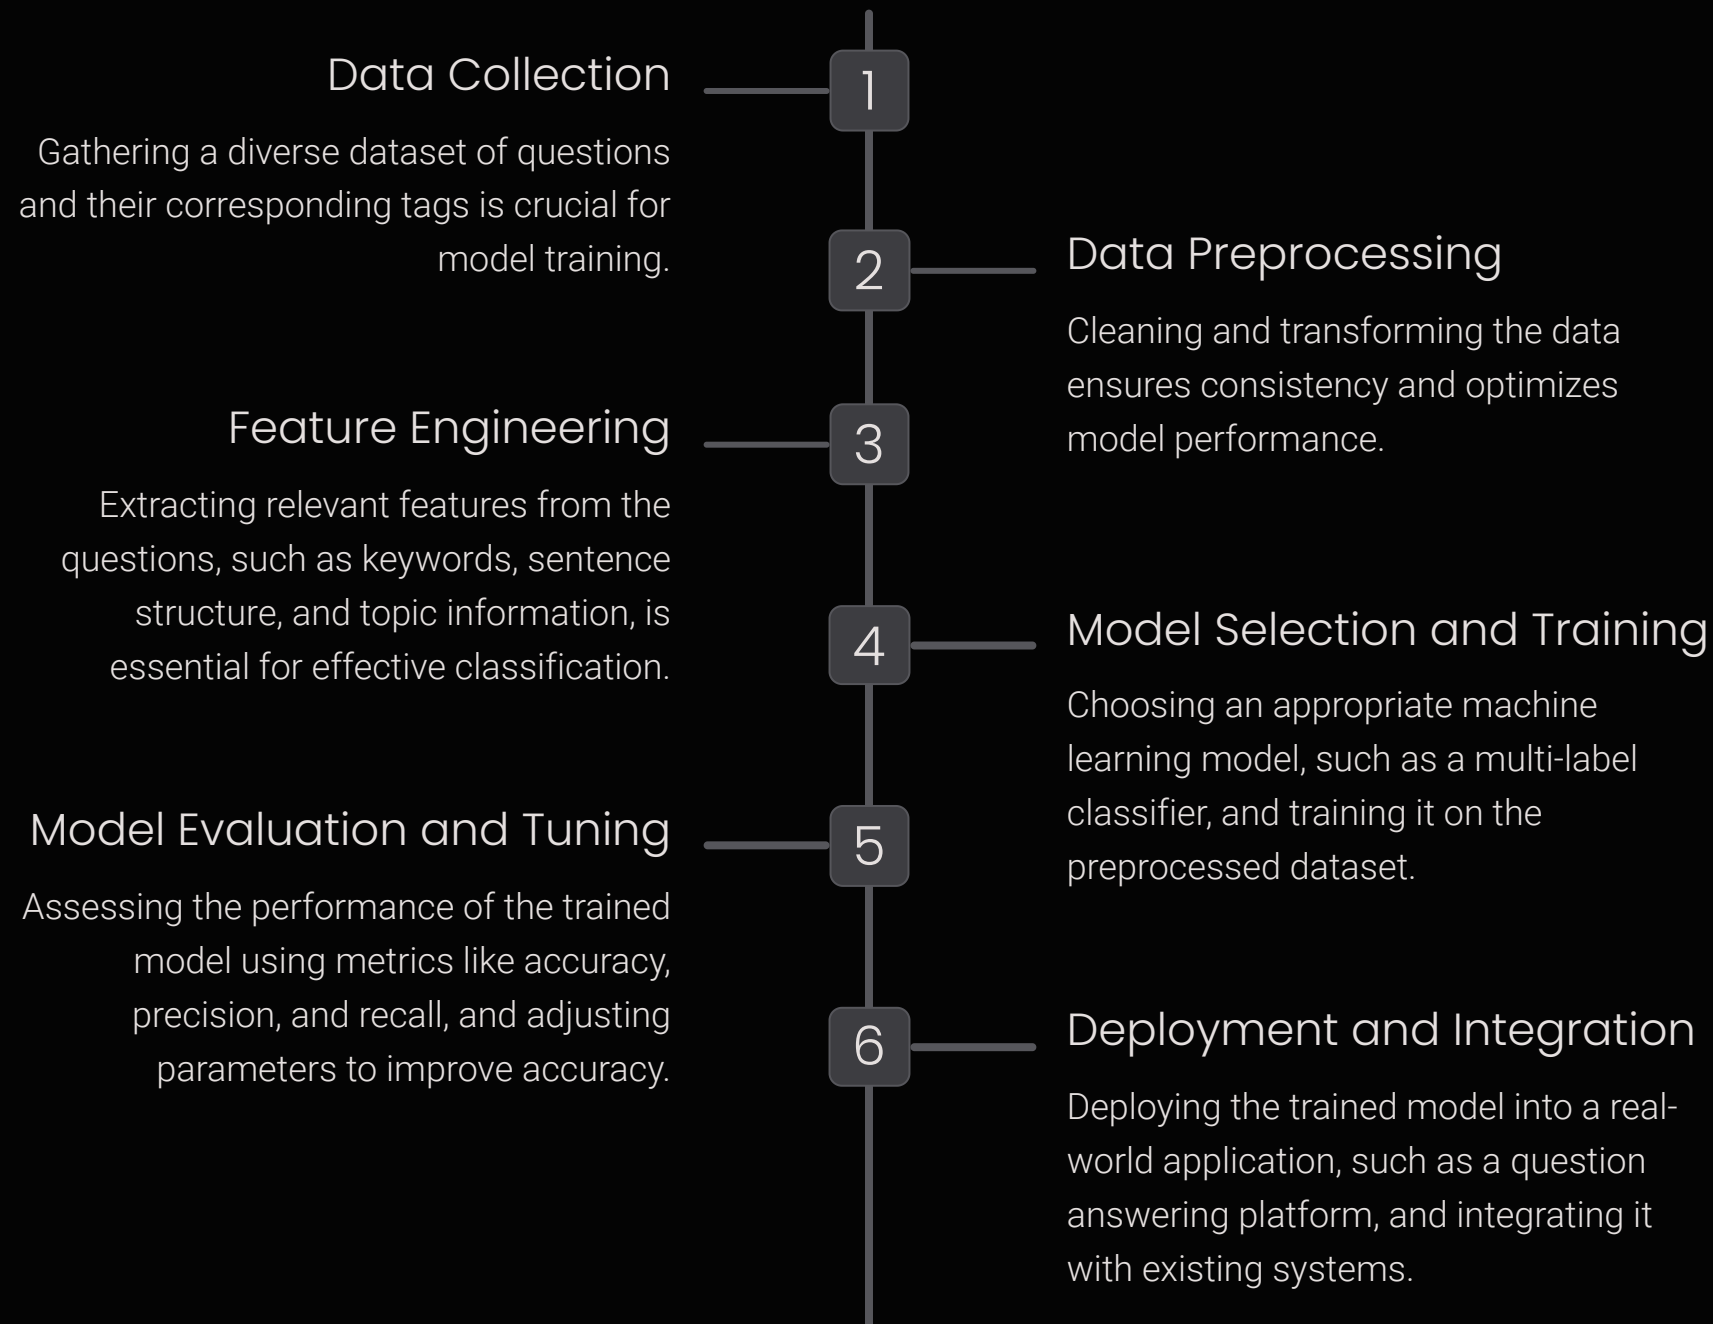 1
Data Collection
Gathering a diverse dataset of questions
and their corresponding tags is crucial for
model training.
2
Data Preprocessing
Cleaning and transforming the data
ensures consistency and optimizes
model performance.
3
Feature Engineering
Extracting relevant features from the
questions, such as keywords, sentence
structure, and topic information, is
essential for effective classification.
4
Model Selection and Training
Choosing an appropriate machine
learning model, such as a multi-label
classifier, and training it on the
preprocessed dataset.
5
Model Evaluation and Tuning
Assessing the performance of the trained
model using metrics like accuracy,
precision, and recall, and adjusting
parameters to improve accuracy.
6
Deployment and Integration
Deploying the trained model into a real-
world application, such as a question
answering platform, and integrating it
with existing systems.